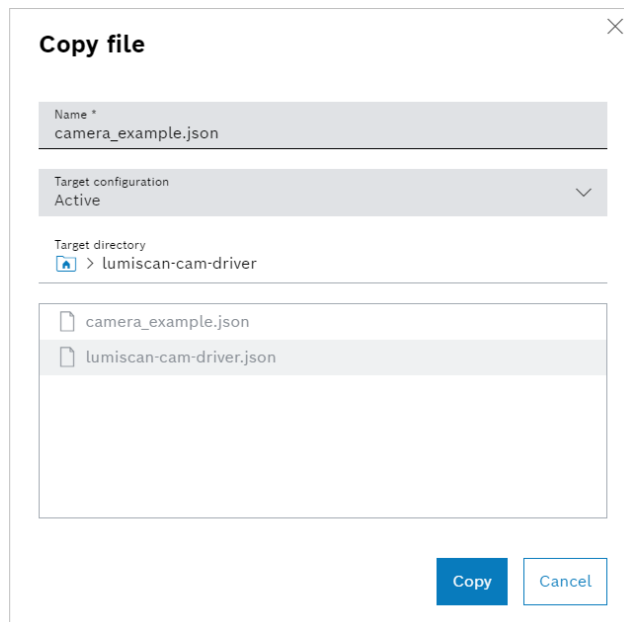 Copy file
Name *
camera_example.json
Target configuration
Active
Target directory
> lumiscan-cam-driver
camera_example.json
lumiscan-cam-driver.json
Copy
Cancel